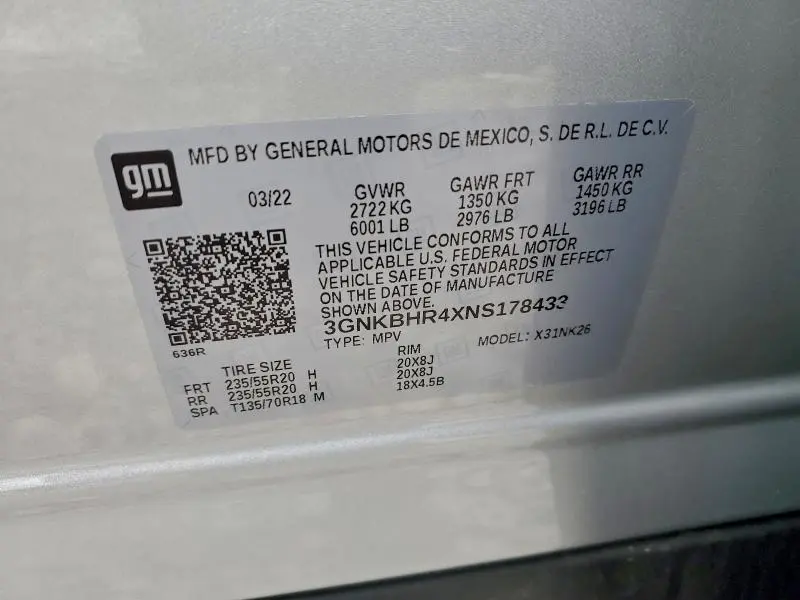 gm
MFD BY GENERAL MOTORS DE MEXICO, S. DE R.L. DE C.V.
03/22 GVWR GAWR FRT GAWR RR
2722 KG 1350 KG 1450 KG
6001 LB 2976 LB 3196 LB
THIS VEHICLE CONFORMS TO ALL
APPLICABLE U.S. FEDERAL MOTOR
VEHICLE SAFETY STANDARDS IN EFFECT
ON THE DATE OF MANUFACTURE
SHOWN ABOVE.
3GNKBHR4XNS178433
TYPE: MPV MODEL: X31NK26
636R
TIRE SIZE RIM
FRT 235/55R20 H 20X8J
RR 235/55R20 H 20X8J
SPA T135/70R18 M 18X4.5B